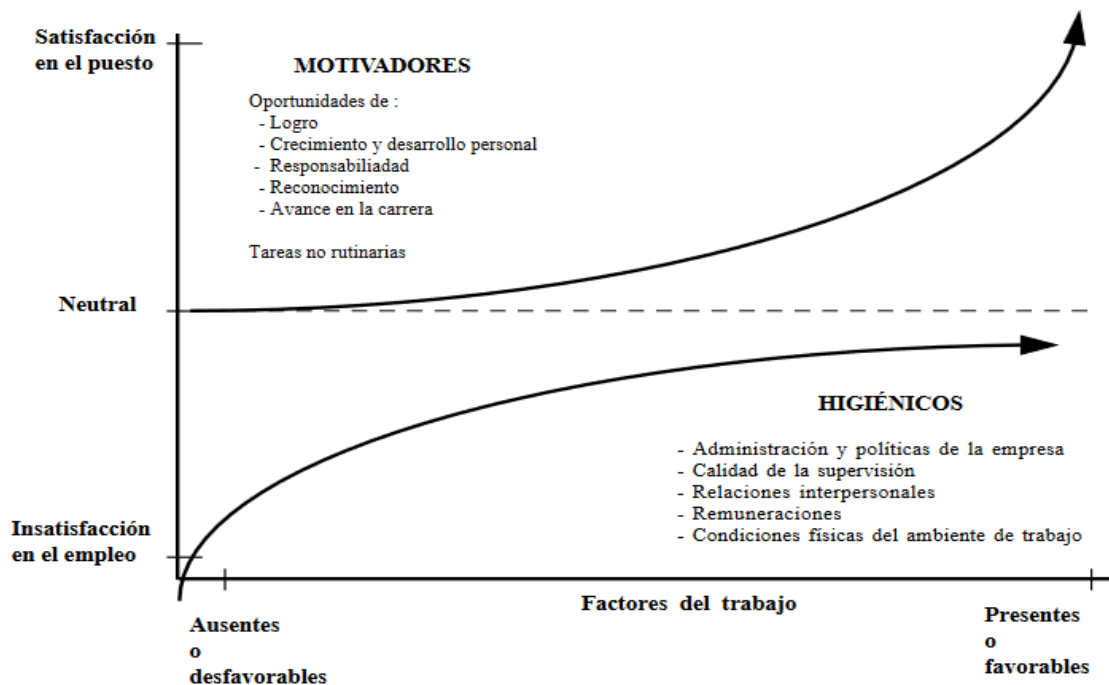 Satisfacción
en el puesto
MOTIVADORES
Oportunidades de :
- Logro
- Crecimiento y desarrollo personal
- Responsabiliadad
- Reconocimiento
- Avance en la carrera
Tareas no rutinarias
Neutral
HIGIÉNICOS
- Administración y políticas de la empresa
- Calidad de la supervisión
- Relaciones interpersonales
- Remuneraciones
- Condiciones físicas del ambiente de trabajo
Insatisfacción
en el empleo
Factores del trabajo
Ausentes
o
desfavorables
Presentes
o
favorables